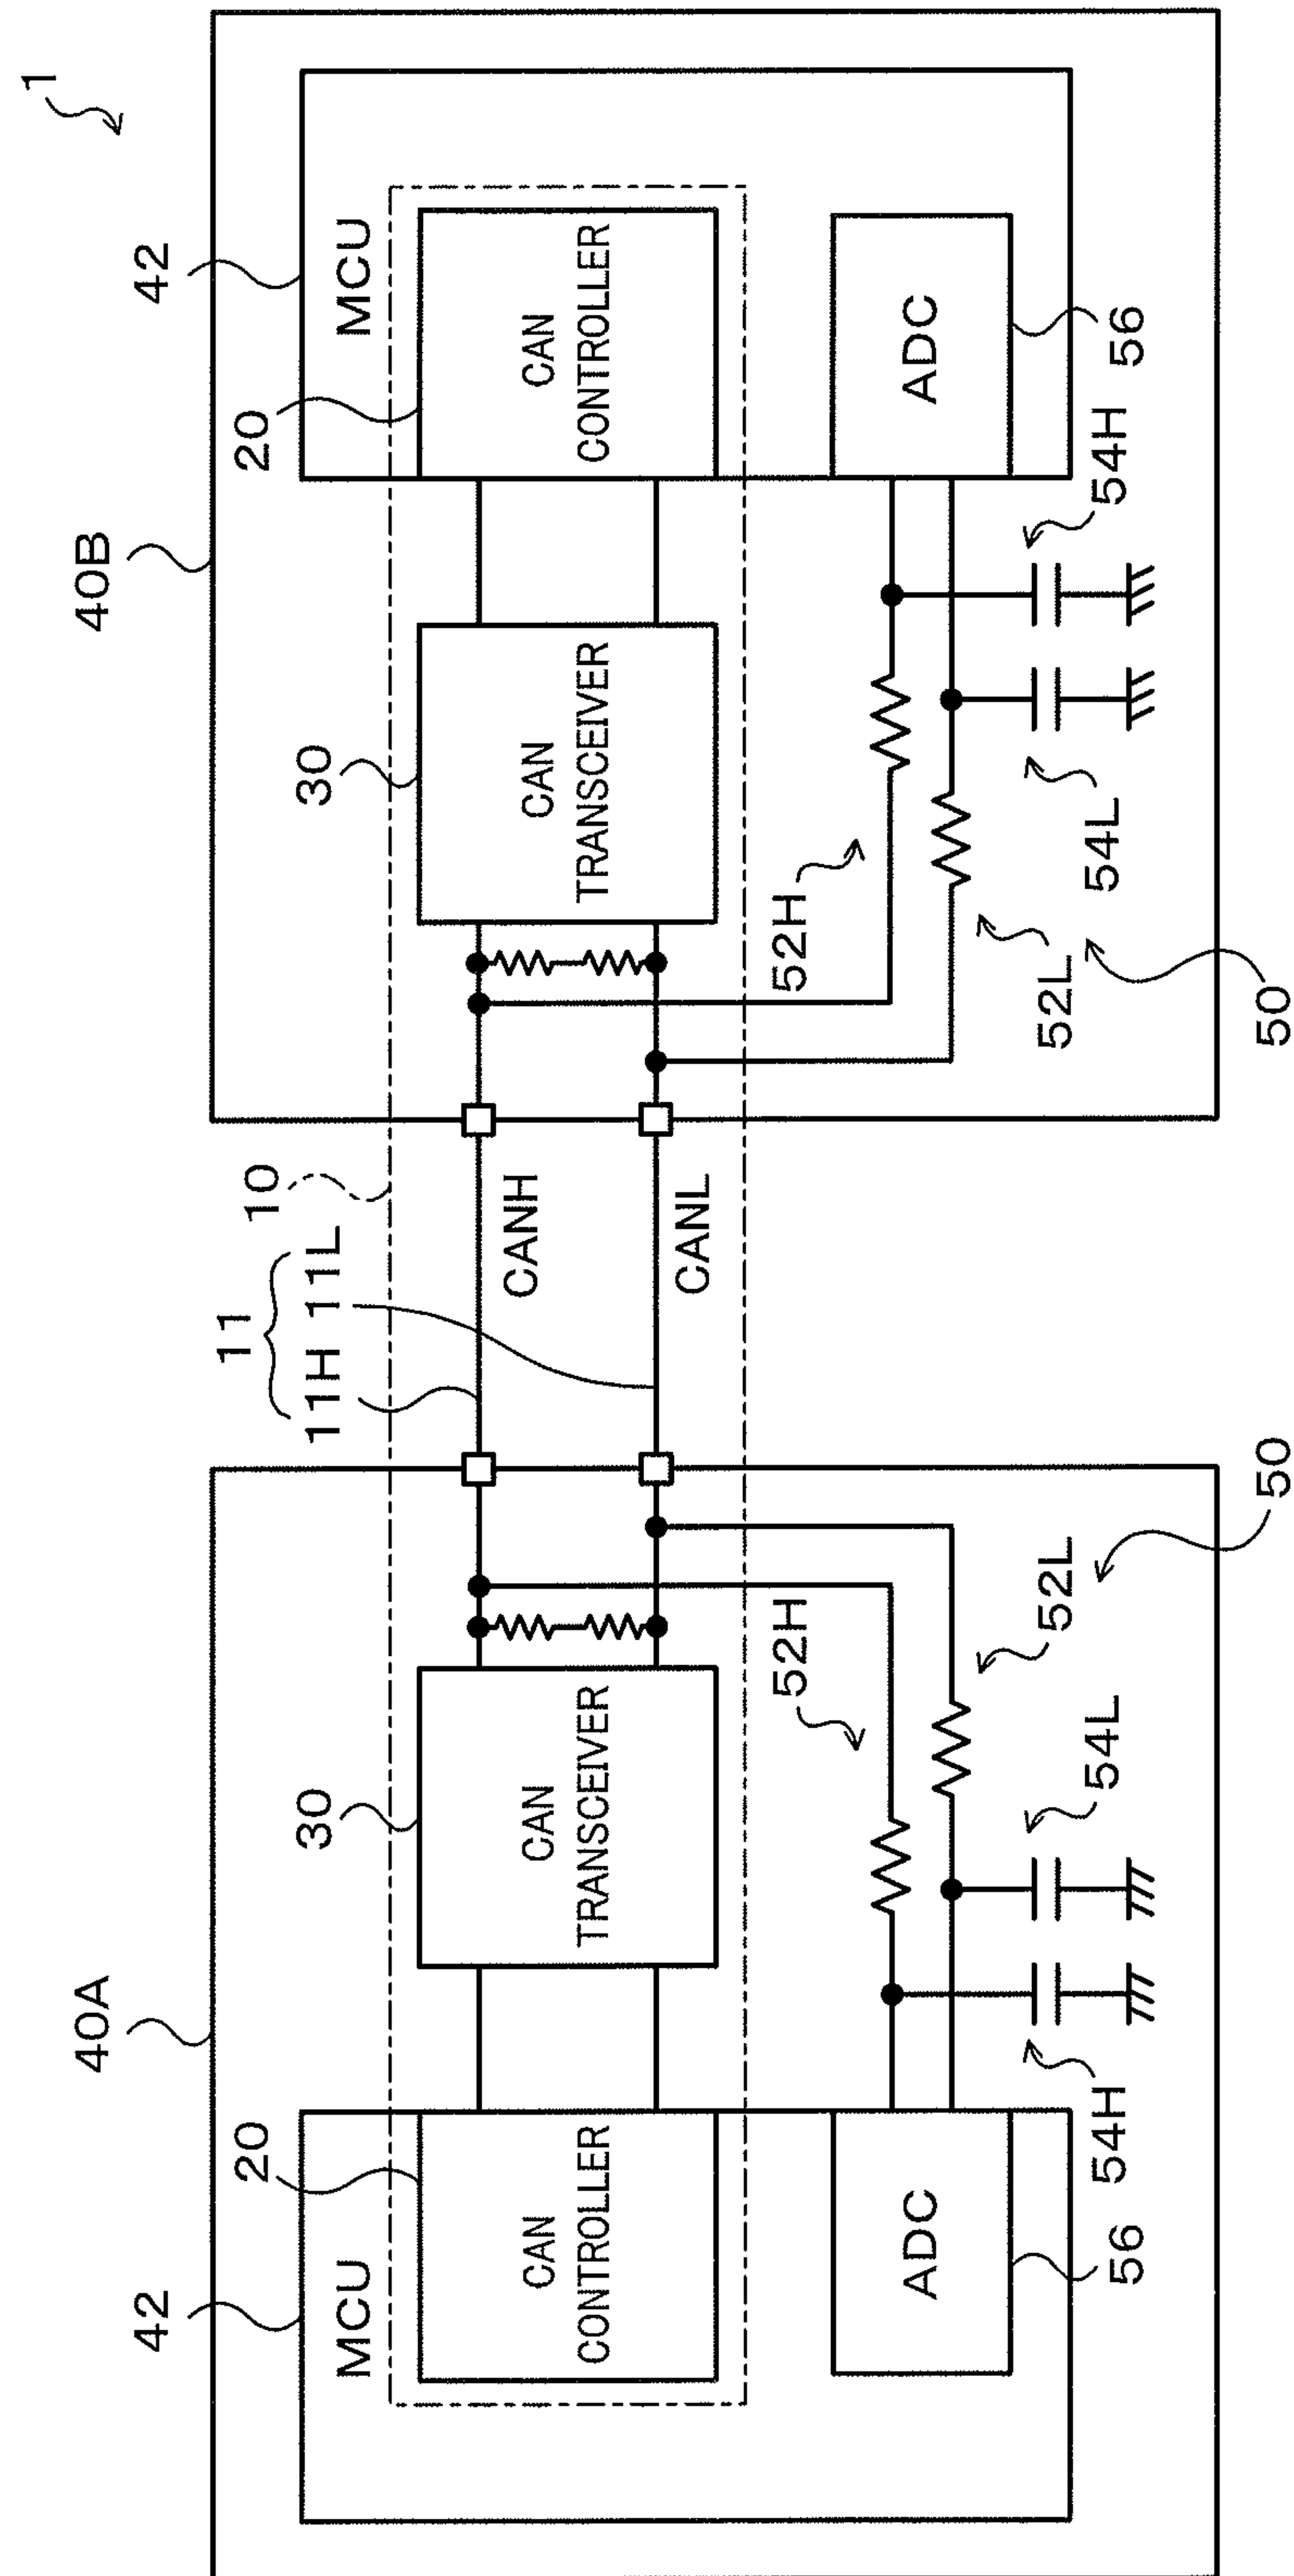 1
40A
40B
42
MCU
20
CAN
CONTROLLER
30
CAN
TRANSCEIVER
11
11H 11L
10
CANH
CANL
30
CAN
TRANSCEIVER
20
CAN
CONTROLLER
42
MCU
ADC
56
54H
54L
52H
52L
50
52H
52L
50
54L
54H
ADC
56